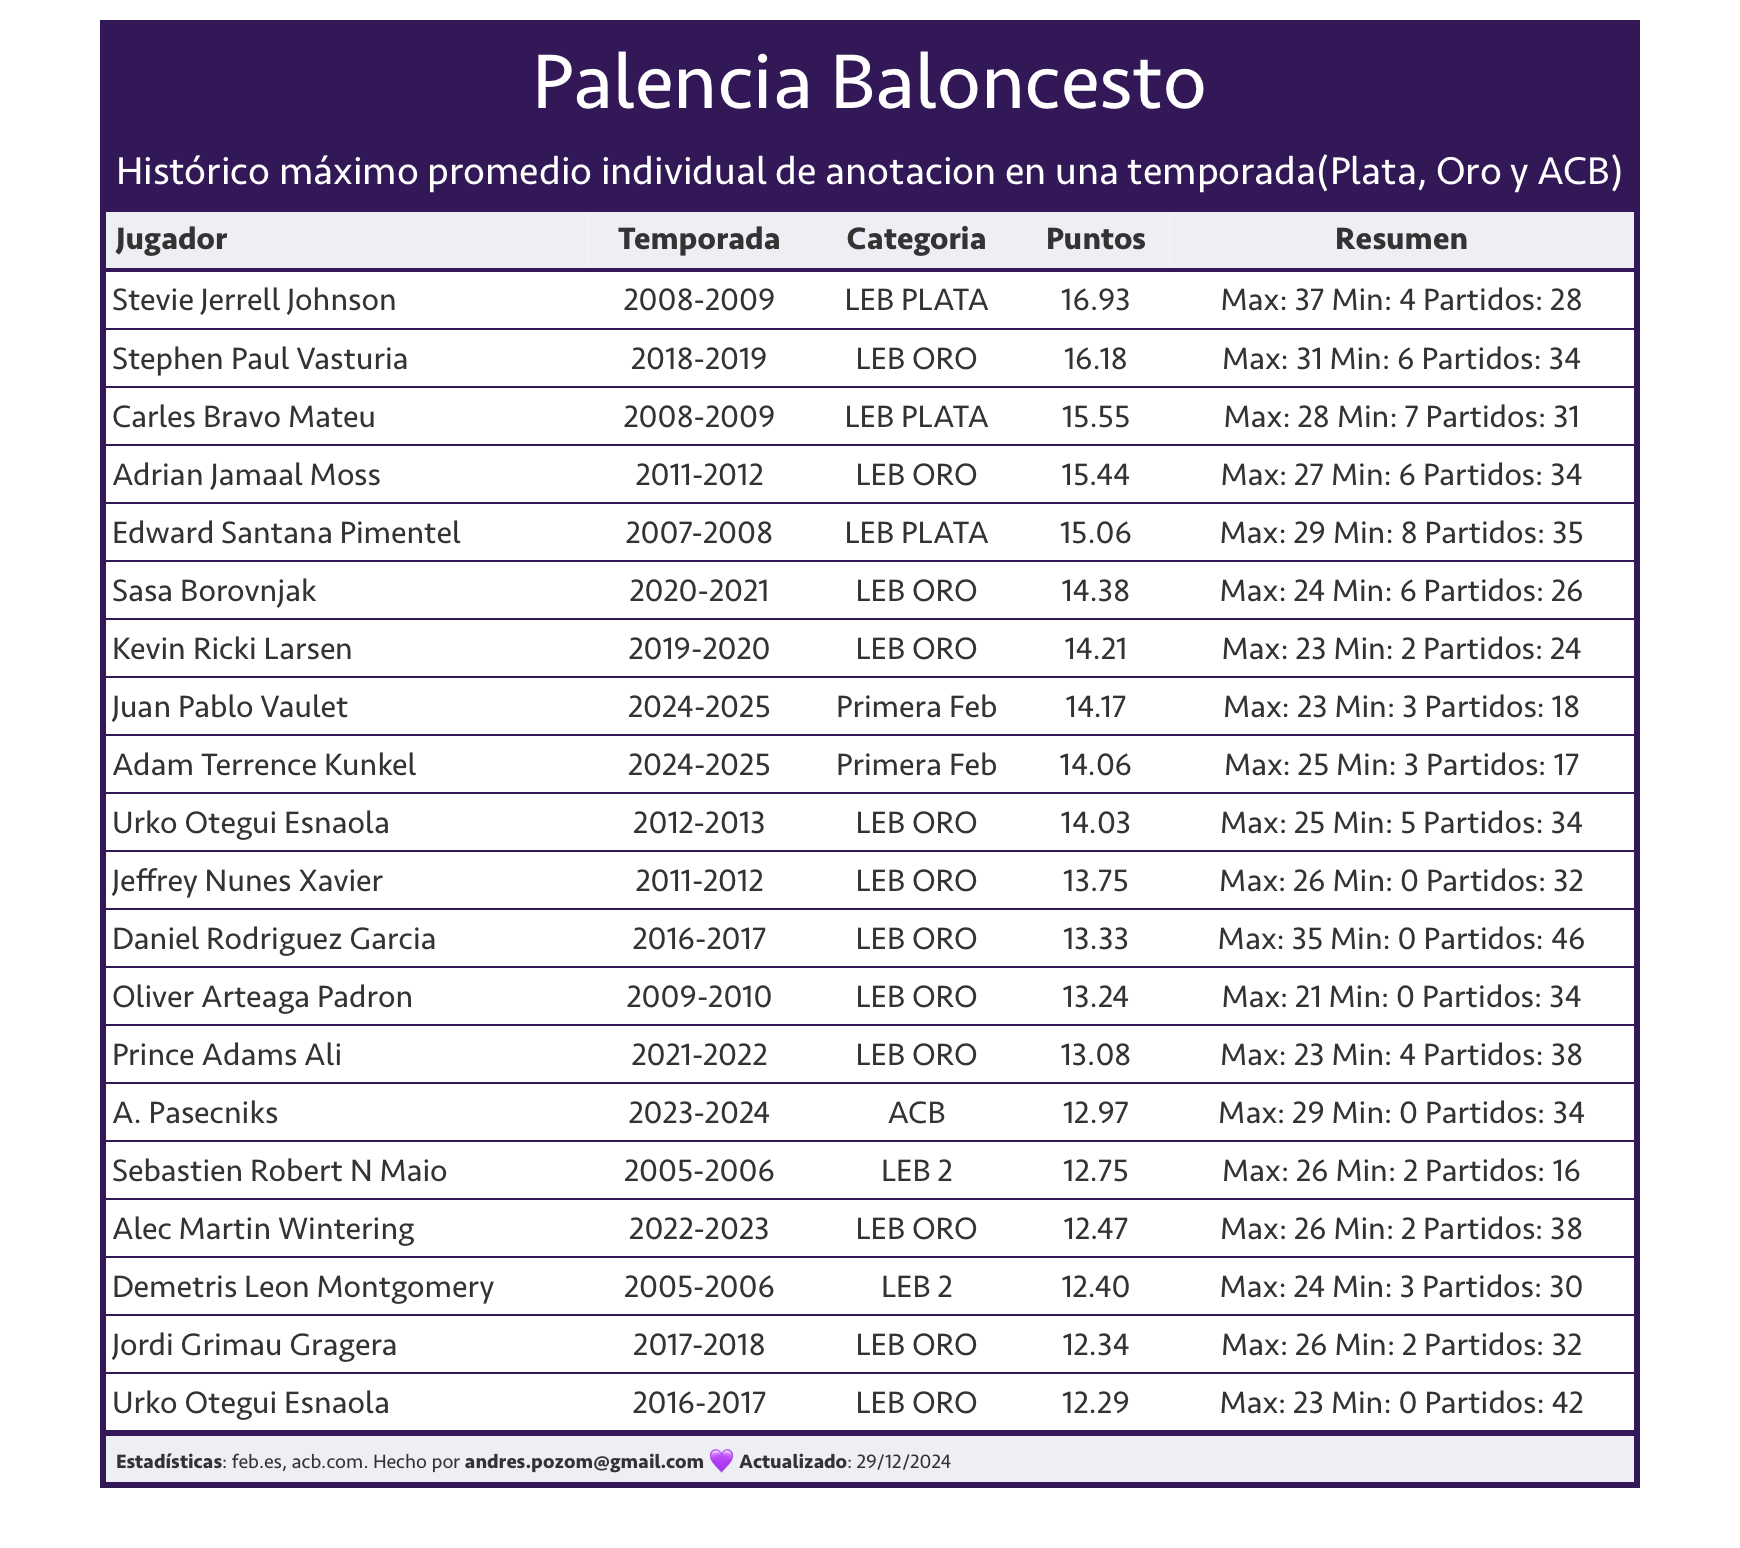 Palencia Baloncesto
Histórico máximo promedio individual de anotacion en una temporada(Plata, Oro y ACB)
Jugador Temporada Categoria Puntos Resumen
Stevie Jerrell Johnson 2008-2009 LEB PLATA 16.93 Max: 37 Min: 4 Partidos: 28
Stephen Paul Vasturia 2018-2019 LEB ORO 16.18 Max: 31 Min: 6 Partidos: 34
Carles Bravo Mateu 2008-2009 LEB PLATA 15.55 Max: 28 Min: 7 Partidos: 31
Adrian Jamaal Moss 2011-2012 LEB ORO 15.44 Max: 27 Min: 6 Partidos: 34
Edward Santana Pimentel 2007-2008 LEB PLATA 15.06 Max: 29 Min: 8 Partidos: 35
Sasa Borovnjak 2020-2021 LEB ORO 14.38 Max: 24 Min: 6 Partidos: 26
Kevin Ricki Larsen 2019-2020 LEB ORO 14.21 Max: 23 Min: 2 Partidos: 24
Juan Pablo Vaulet 2024-2025 Primera Feb 14.17 Max: 23 Min: 3 Partidos: 18
Adam Terrence Kunkel 2024-2025 Primera Feb 14.06 Max: 25 Min: 3 Partidos: 17
Urko Otegui Esnaola 2012-2013 LEB ORO 14.03 Max: 25 Min: 5 Partidos: 34
Jeffrey Nunes Xavier 2011-2012 LEB ORO 13.75 Max: 26 Min: 0 Partidos: 32
Daniel Rodriguez Garcia 2016-2017 LEB ORO 13.33 Max: 35 Min: 0 Partidos: 46
Oliver Arteaga Padron 2009-2010 LEB ORO 13.24 Max: 21 Min: 0 Partidos: 34
Prince Adams Ali 2021-2022 LEB ORO 13.08 Max: 23 Min: 4 Partidos: 38
A. Pasecniks 2023-2024 ACB 12.97 Max: 29 Min: 0 Partidos: 34
Sebastien Robert N Maio 2005-2006 LEB 2 12.75 Max: 26 Min: 2 Partidos: 16
Alec Martin Wintering 2022-2023 LEB ORO 12.47 Max: 26 Min: 2 Partidos: 38
Demetris Leon Montgomery 2005-2006 LEB 2 12.40 Max: 24 Min: 3 Partidos: 30
Jordi Grimau Gragera 2017-2018 LEB ORO 12.34 Max: 26 Min: 2 Partidos: 32
Urko Otegui Esnaola 2016-2017 LEB ORO 12.29 Max: 23 Min: 0 Partidos: 42
Estadísticas: feb.es, acb.com. Hecho por andres.pozom@gmail.com 💜 Actualizado: 29/12/2024